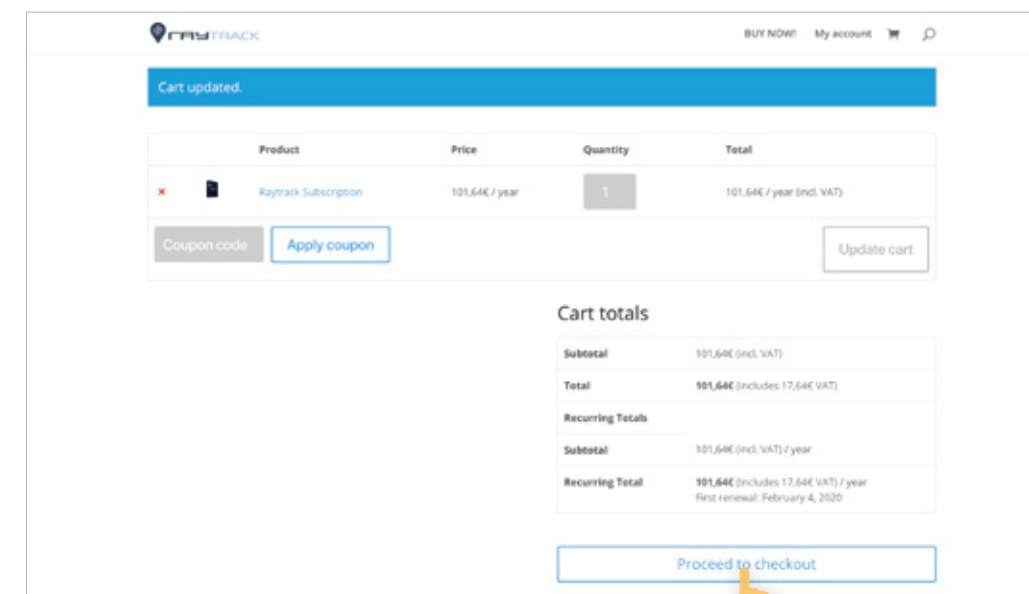 RAYTRACK
BUY NOW! My account
Cart updated.
Product Price Quantity Total
× Raytrack Subscription 101,64€ / year 1 101,64€ / year (incl. VAT)
Coupon code Apply coupon Update cart
Cart totals
Subtotal 101,64€ (incl. VAT)
Total 101,64€ (includes 17,64€ VAT)
Recurring Totals
Subtotal 101,64€ (incl. VAT) / year
Recurring Total 101,64€ (includes 17,64€ VAT) / year
First renewal: February 4, 2020
Proceed to checkout